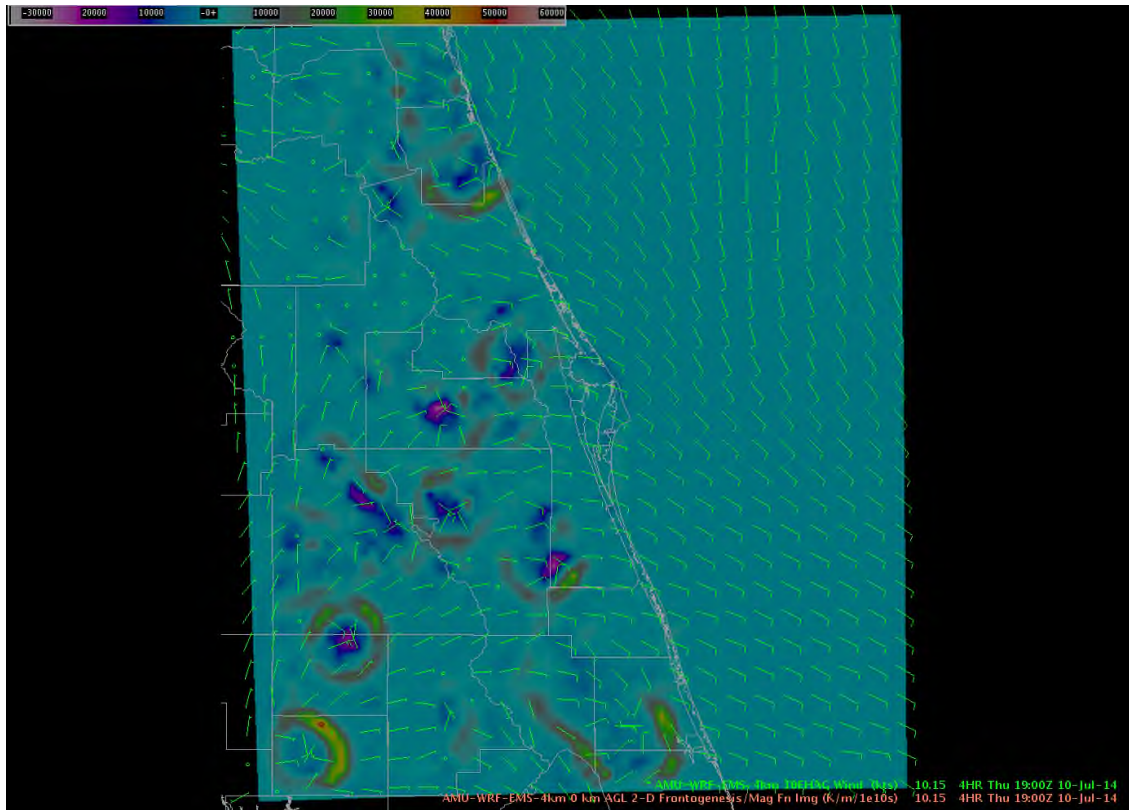 -30000 20000 10000 -0+ 10000 20000 30000 40000 50000 60000
AMU-WRF-EMS-4km 10FHAG Wind (kts) 10.15 4HR Thu 19:00Z 10-Jul-14
AMU-WRF-EMS-4km 0 km AGL 2-D Frontogenesis/Mag Fn Img (K/m/1e10s) 10.15 4HR Thu 19:00Z 10-Jul-14